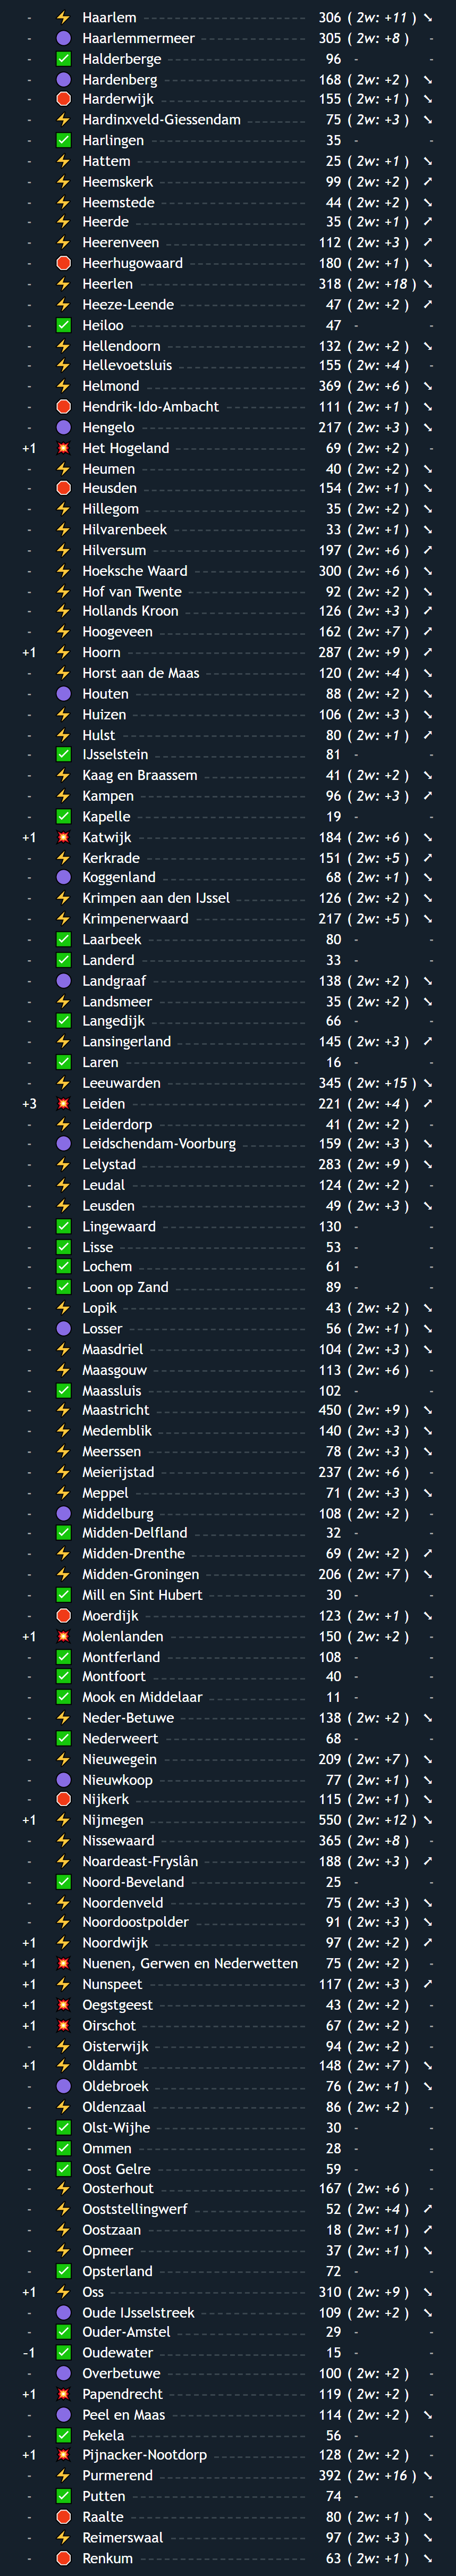 - ⚡ Haarlem 306 ( 2w: +11 ) ↘
- 🟣 Haarlemmermeer 305 ( 2w: +8 ) -
- ✅ Halderberge 96 - -
- 🟣 Hardenberg 168 ( 2w: +2 ) ↘
- 🛑 Harderwijk 155 ( 2w: +1 ) ↘
- ⚡ Hardinxveld-Giessendam 75 ( 2w: +3 ) ↘
- ✅ Harlingen 35 - -
- ⚡ Hattem 25 ( 2w: +1 ) ↘
- ⚡ Heemskerk 99 ( 2w: +2 ) ↗
- ⚡ Heemstede 44 ( 2w: +2 ) ↘
- ⚡ Heerde 35 ( 2w: +1 ) ↗
- ⚡ Heerenveen 112 ( 2w: +3 ) ↗
- 🛑 Heerhugowaard 180 ( 2w: +1 ) ↘
- ⚡ Heerlen 318 ( 2w: +18 ) ↘
- ⚡ Heeze-Leende 47 ( 2w: +2 ) ↗
- ✅ Heiloo 47 - -
- ⚡ Hellendoorn 132 ( 2w: +2 ) ↘
- ⚡ Hellevoetsluis 155 ( 2w: +4 ) -
- ⚡ Helmond 369 ( 2w: +6 ) ↘
- 🛑 Hendrik-Ido-Ambacht 111 ( 2w: +1 ) ↘
- 🟣 Hengelo 217 ( 2w: +3 ) ↘
+1 💥 Het Hogeland 69 ( 2w: +2 ) -
- ⚡ Heumen 40 ( 2w: +2 ) ↘
- 🛑 Heusden 154 ( 2w: +1 ) ↘
- ⚡ Hillegom 35 ( 2w: +2 ) ↘
- ⚡ Hilvarenbeek 33 ( 2w: +1 ) ↘
- ⚡ Hilversum 197 ( 2w: +6 ) ↗
- ⚡ Hoeksche Waard 300 ( 2w: +6 ) ↘
- ⚡ Hof van Twente 92 ( 2w: +2 ) ↘
- ⚡ Hollands Kroon 126 ( 2w: +3 ) ↗
- ⚡ Hoogeveen 162 ( 2w: +7 ) ↗
+1 ⚡ Hoorn 287 ( 2w: +9 ) ↗
- ⚡ Horst aan de Maas 120 ( 2w: +4 ) ↘
- 🟣 Houten 88 ( 2w: +2 ) ↘
- ⚡ Huizen 106 ( 2w: +3 ) ↘
- ⚡ Hulst 80 ( 2w: +1 ) ↗
- ✅ IJsselstein 81 - -
- ⚡ Kaag en Braassem 41 ( 2w: +2 ) ↘
- ⚡ Kampen 96 ( 2w: +3 ) ↗
- ✅ Kapelle 19 - -
+1 💥 Katwijk 184 ( 2w: +6 ) ↘
- ⚡ Kerkrade 151 ( 2w: +5 ) ↗
- 🟣 Koggenland 68 ( 2w: +1 ) ↘
- ⚡ Krimpen aan den IJssel 126 ( 2w: +2 ) ↘
- ⚡ Krimpenerwaard 217 ( 2w: +5 ) ↘
- ✅ Laarbeek 80 - -
- ✅ Landerd 33 - -
- 🟣 Landgraaf 138 ( 2w: +2 ) ↘
- ⚡ Landsmeer 35 ( 2w: +2 ) ↘
- ✅ Langedijk 66 - -
- ⚡ Lansingerland 145 ( 2w: +3 ) ↗
- ✅ Laren 16 - -
- ⚡ Leeuwarden 345 ( 2w: +15 ) ↘
+3 💥 Leiden 221 ( 2w: +4 ) ↗
- ⚡ Leiderdorp 41 ( 2w: +2 ) -
- 🟣 Leidschendam-Voorburg 159 ( 2w: +3 ) ↘
- ⚡ Lelystad 283 ( 2w: +9 ) ↘
- ⚡ Leudal 124 ( 2w: +2 ) -
- ⚡ Leusden 49 ( 2w: +3 ) ↘
- ✅ Lingewaard 130 - -
- ✅ Lisse 53 - -
- ✅ Lochem 61 - -
- ✅ Loon op Zand 89 - -
- ⚡ Lopik 43 ( 2w: +2 ) ↘
- 🟣 Losser 56 ( 2w: +1 ) ↘
- ⚡ Maasdriel 104 ( 2w: +3 ) ↘
- ⚡ Maasgouw 113 ( 2w: +6 ) -
- ✅ Maassluis 102 - -
- ⚡ Maastricht 450 ( 2w: +9 ) ↘
- ⚡ Medemblik 140 ( 2w: +3 ) ↘
- ⚡ Meerssen 78 ( 2w: +3 ) ↘
- ⚡ Meierijstad 237 ( 2w: +6 ) -
- ⚡ Meppel 71 ( 2w: +3 ) ↘
- 🟣 Middelburg 108 ( 2w: +2 ) -
- ✅ Midden-Delfland 32 - -
- ⚡ Midden-Drenthe 69 ( 2w: +2 ) ↗
- ⚡ Midden-Groningen 206 ( 2w: +7 ) ↘
- ✅ Mill en Sint Hubert 30 - -
- 🛑 Moerdijk 123 ( 2w: +1 ) ↘
+1 💥 Molenlanden 150 ( 2w: +2 ) -
- ✅ Montferland 108 - -
- ✅ Montfoort 40 - -
- ✅ Mook en Middelaar 11 - -
- ⚡ Neder-Betuwe 138 ( 2w: +2 ) ↘
- ✅ Nederweert 68 - -
- ⚡ Nieuwegein 209 ( 2w: +7 ) ↘
- 🟣 Nieuwkoop 77 ( 2w: +1 ) ↘
- 🛑 Nijkerk 115 ( 2w: +1 ) ↘
+1 ⚡ Nijmegen 550 ( 2w: +12 ) ↘
- ⚡ Nissewaard 365 ( 2w: +8 ) -
- ⚡ Noardeast-Fryslân 188 ( 2w: +3 ) ↗
- ✅ Noord-Beveland 25 - -
- ⚡ Noordenveld 75 ( 2w: +3 ) ↘
- ⚡ Noordoostpolder 91 ( 2w: +3 ) ↘
+1 ⚡ Noordwijk 97 ( 2w: +2 ) ↗
+1 💥 Nuenen, Gerwen en Nederwetten 75 ( 2w: +2 ) -
+1 ⚡ Nunspeet 117 ( 2w: +3 ) ↗
+1 💥 Oegstgeest 43 ( 2w: +2 ) -
+1 💥 Oirschot 67 ( 2w: +2 ) -
- ⚡ Oisterwijk 94 ( 2w: +2 ) -
+1 ⚡ Oldambt 148 ( 2w: +7 ) ↘
- 🟣 Oldebroek 76 ( 2w: +1 ) ↘
- ⚡ Oldenzaal 86 ( 2w: +2 ) -
- ✅ Olst-Wijhe 30 - -
- ✅ Ommen 28 - -
- ✅ Oost Gelre 59 - -
- ⚡ Oosterhout 167 ( 2w: +6 ) -
- ⚡ Ooststellingwerf 52 ( 2w: +4 ) ↗
- ⚡ Oostzaan 18 ( 2w: +1 ) ↗
- ⚡ Opmeer 37 ( 2w: +1 ) ↘
- ✅ Opsterland 72 - -
+1 ⚡ Oss 310 ( 2w: +9 ) ↘
- 🟣 Oude IJsselstreek 109 ( 2w: +2 ) ↘
- ✅ Ouder-Amstel 29 - -
-1 ✅ Oudewater 15 - -
- 🟣 Overbetuwe 100 ( 2w: +2 ) -
+1 💥 Papendrecht 119 ( 2w: +2 ) -
- 🟣 Peel en Maas 114 ( 2w: +2 ) ↘
- ✅ Pekela 56 - -
+1 💥 Pijnacker-Nootdorp 128 ( 2w: +2 ) -
- ⚡ Purmerend 392 ( 2w: +16 ) ↘
- ✅ Putten 74 - -
- 🛑 Raalte 80 ( 2w: +1 ) ↘
- ⚡ Reimerswaal 97 ( 2w: +3 ) ↘
- 🛑 Renkum 63 ( 2w: +1 ) ↘